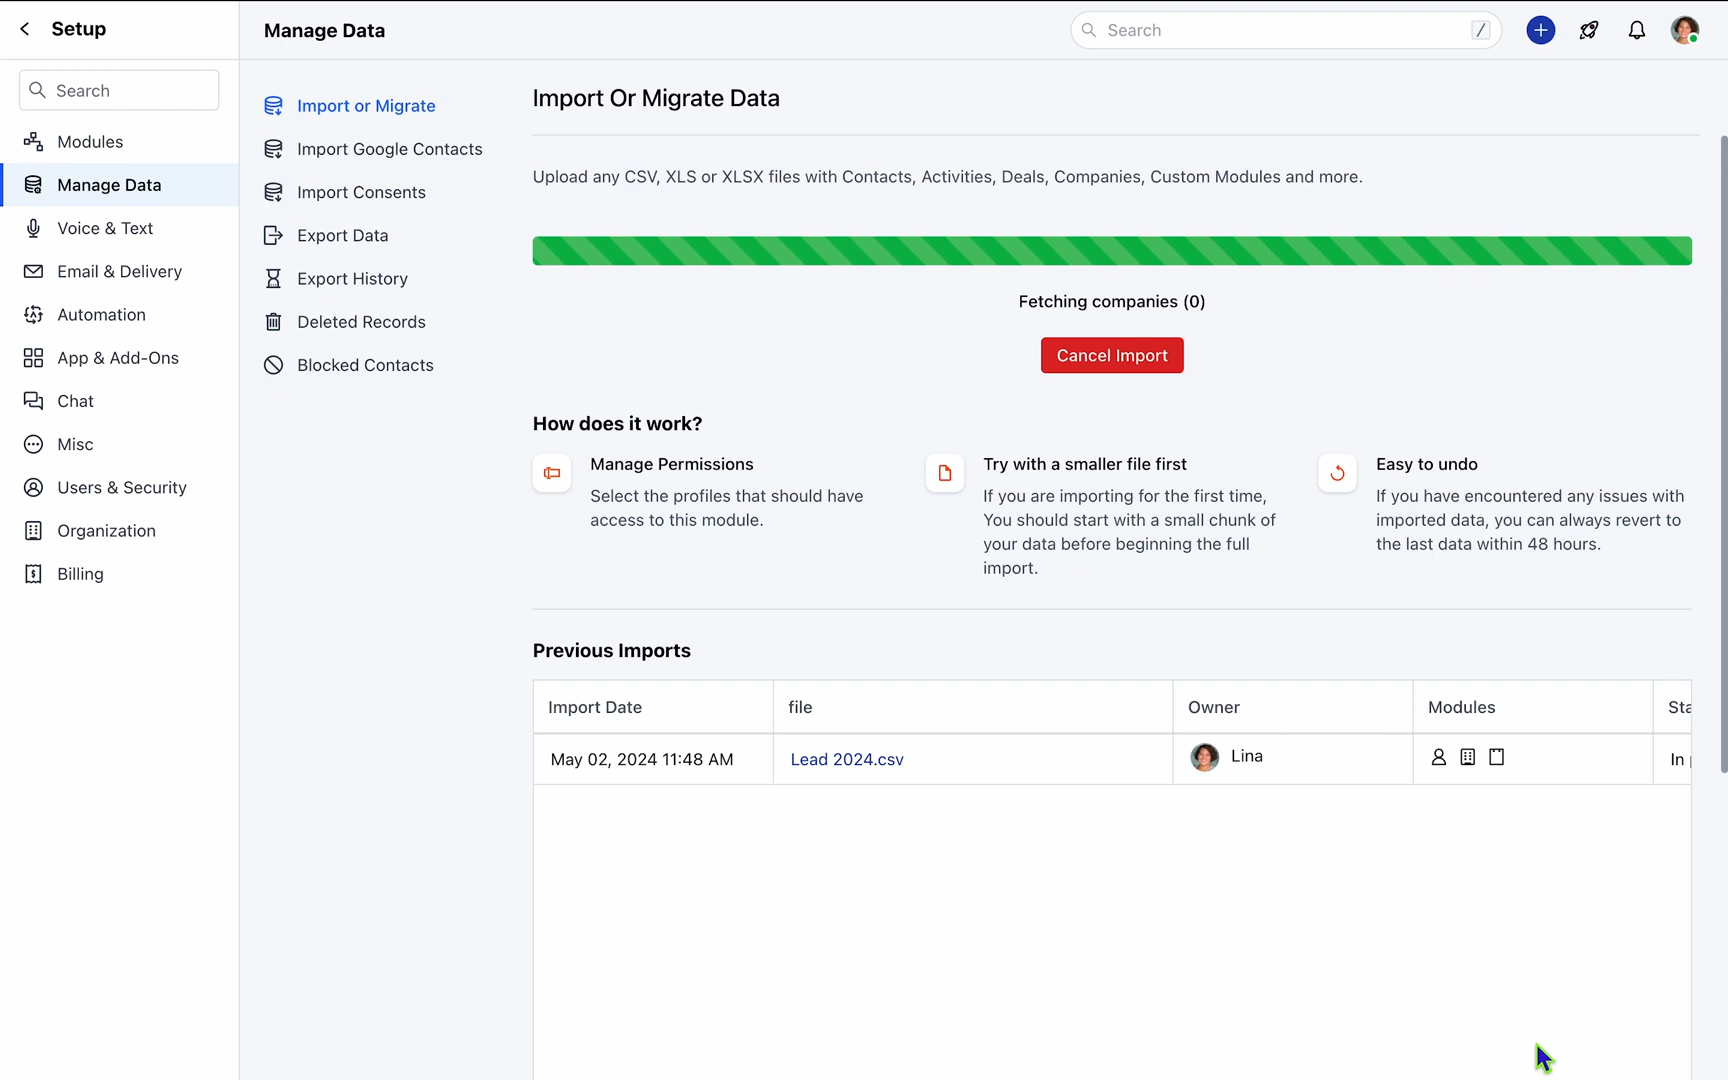 Setup
Manage Data
Search
/
Search
Modules
Manage Data
Voice & Text
Email & Delivery
Automation
App & Add-Ons
Chat
Misc
Users & Security
Organization
Billing
Import or Migrate
Import Google Contacts
Import Consents
Export Data
Export History
Deleted Records
Blocked Contacts
Import Or Migrate Data
Upload any CSV, XLS or XLSX files with Contacts, Activities, Deals, Companies, Custom Modules and more.
Fetching companies (0)
Cancel Import
How does it work?
Manage Permissions
Select the profiles that should have
access to this module.
Try with a smaller file first
If you are importing for the first time,
You should start with a small chunk of
your data before beginning the full
import.
Easy to undo
If you have encountered any issues with
imported data, you can always revert to
the last data within 48 hours.
Previous Imports
Import Date
file
Owner
Modules
Sta
May 02, 2024 11:48 AM
Lead 2024.csv
Lina
In